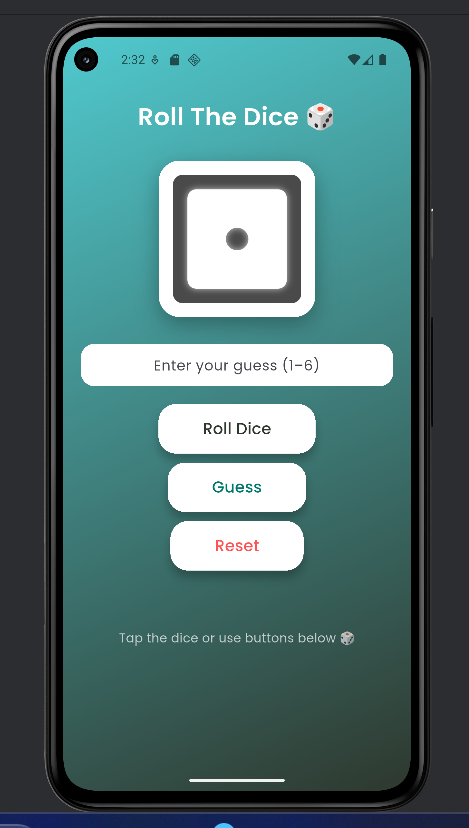 2:32
Roll The Dice 🎲
Enter your guess (1–6)
Roll Dice
Guess
Reset
Tap the dice or use buttons below 🎲